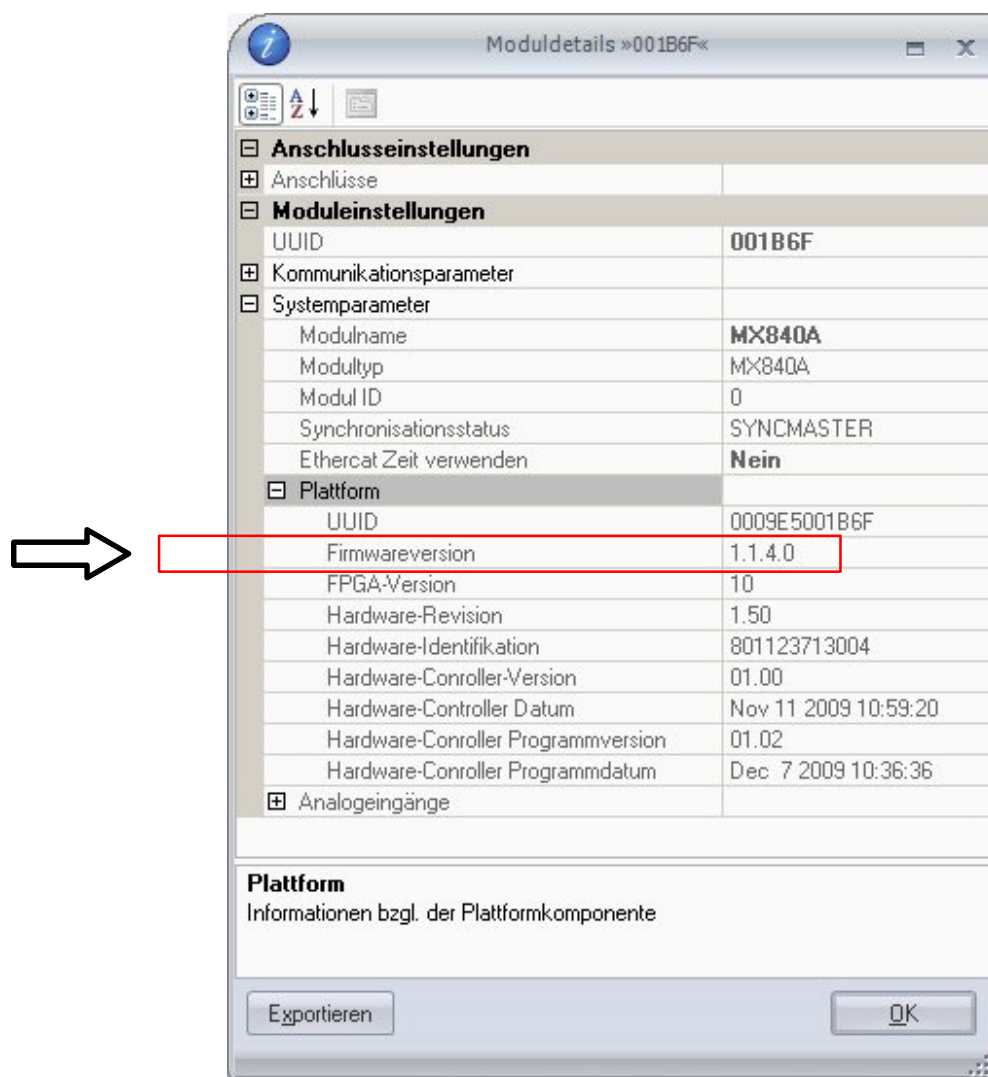 Moduldetails »001B6F«
Anschlusseinstellungen
Anschlüsse
Moduleinstellungen
UUID 001B6F
Kommunikationsparameter
Systemparameter
Modulname MX840A
Modultyp MX840A
Modul ID 0
Synchronisationsstatus SYNCMASTER
Ethercat Zeit verwenden Nein
Plattform
UUID 0009E5001B6F
Firmwareversion 1.1.4.0
FPGA-Version 10
Hardware-Revision 1.50
Hardware-Identifikation 801123713004
Hardware-Conroller-Version 01.00
Hardware-Controller Datum Nov 11 2009 10:59:20
Hardware-Conroller Programmversion 01.02
Hardware-Conroller Programmdatum Dec 7 2009 10:36:36
Analogeingänge
Plattform
Informationen bzgl. der Plattformkomponente
Exportieren OK